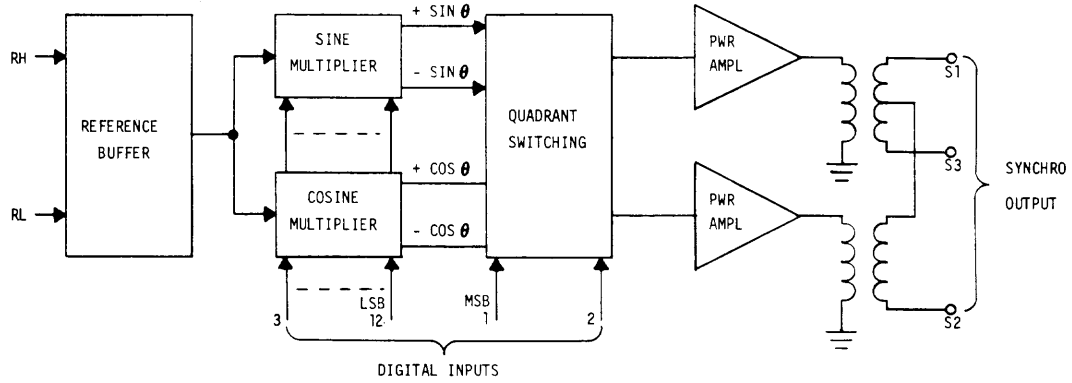 RH
RL
REFERENCE
BUFFER
SINE
MULTIPLIER
+ SIN θ
- SIN θ
COSINE
MULTIPLIER
+ COS θ
- COS θ
QUADRANT
SWITCHING
PWR
AMPL
PWR
AMPL
S1
S3
S2
SYNCHRO
OUTPUT
3
LSB
12
MSB
1
2
DIGITAL INPUTS